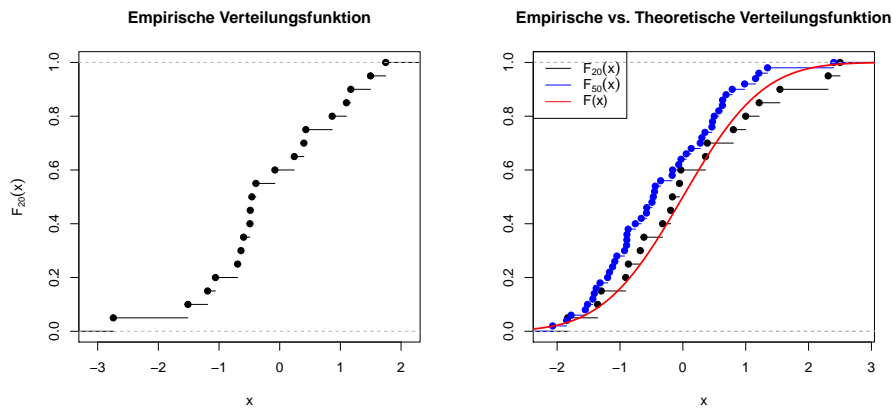 Empirische Verteilungsfunktion
F₂₀(x)
1.0
0.8
0.6
0.4
0.2
0.0
−3 −2 −1 0 1 2
x
Empirische vs. Theoretische Verteilungsfunktion
F₂₀(x)
F₅₀(x)
F(x)
1.0
0.8
0.6
0.4
0.2
0.0
−2 −1 0 1 2 3
x